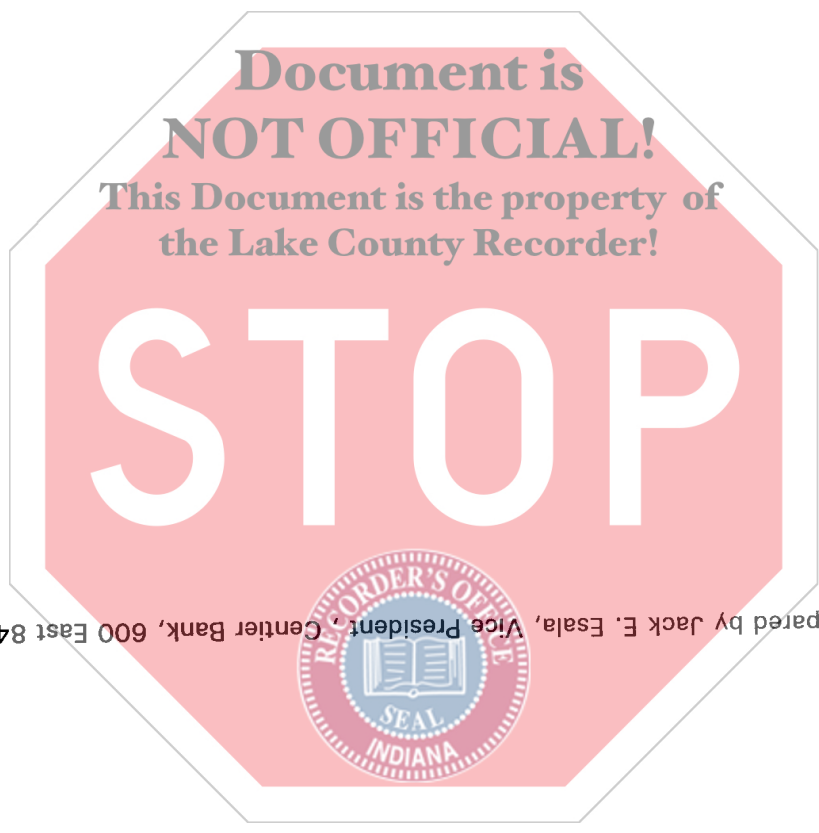 Document is
NOT OFFICIAL!
This Document is the property of
the Lake County Recorder!
STOP
pared by Jack E. Esala, Vice President , Centier Bank, 600 East 84
RECORDER'S OFFICE
SEAL
INDIANA